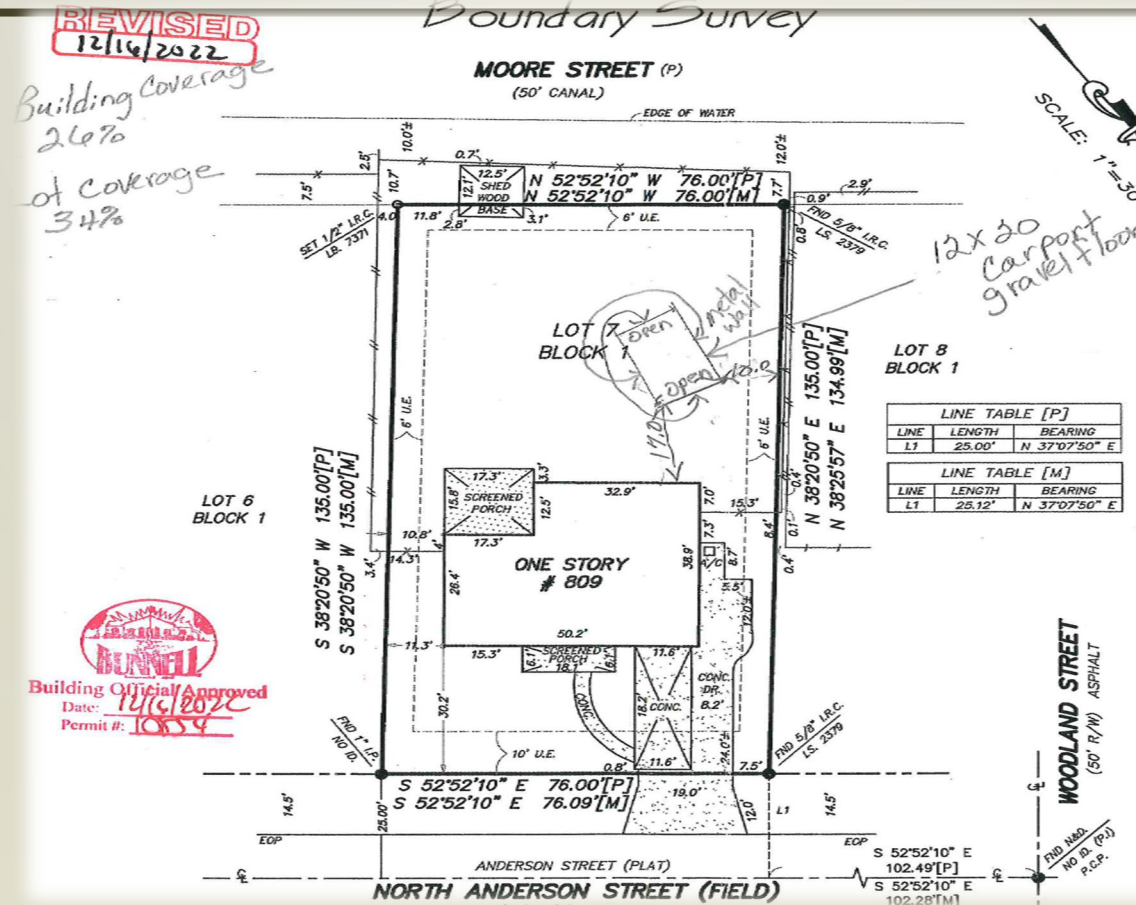 Boundary Survey
REVISED
12/16/2022
Building Coverage
26%
Lot Coverage
34%
MOORE STREET (P)
(50' CANAL)
EDGE OF WATER
SCALE: 1"=30
10.0'±
12.0'±
2.5'
7.5'
10.7'
0.7'
12.5'
12.1'
SHED
WOOD
BASE
N 52°52'10" W 76.00'[P]
N 52°52'10" W 76.00'[M]
7.7'
2.9'
0.9'
0.8'
4.0'
11.8'
2.8'
3.1'
6' U.E.
SET 1/2" I.R.C.
LB. 7371
FND 5/8" I.R.C.
LS. 2379
12X20
Carport
gravel floor
LOT 7
BLOCK 1
open
metal
wall
open
10.0
17.0
LOT 8
BLOCK 1
6' U.E.
6' U.E.
N 38°20'50" E 135.00'[P]
N 38°25'57" E 134.99'[M]
LINE TABLE [P]
LINE LENGTH BEARING
L1 25.00' N 37°07'50" E
LINE TABLE [M]
LINE LENGTH BEARING
L1 25.12' N 37°07'50" E
LOT 6
BLOCK 1
S 38°20'50" W 135.00'[P]
S 38°20'50" W 135.00'[M]
17.3'
3.3'
15.8'
SCREENED
PORCH
12.5'
17.3'
32.9'
7.0'
15.3'
0.4'
0.1'
10.8'
4'
14.3'
3.4'
7.3'
8.4'
0.4'
ONE STORY
# 809
A/C
8.7'
38.9'
5'
12.0'±
26.4'
50.2'
11.3'
15.3'
6.1'
SCREENED
PORCH
18.1'
6.1'
11.6'
CONC.
DR.
8.2'
18.2'
CONC.
CONC.
30.2'
24.0'±
10' U.E.
0.8'
11.6'
7.5'
BUNNELL
Building Official Approved
Date: 12/16/2022
Permit #: 10854
FND 1" I.P.
NO ID.
FND 5/8" I.R.C.
LS. 2379
S 52°52'10" E 76.00'[P]
S 52°52'10" E 76.09'[M]
19.0'
12.0'
L1
14.5'
25.00'
14.5'
EOP
EOP
WOODLAND STREET
(50' R/W) ASPHALT
ANDERSON STREET (PLAT)
NORTH ANDERSON STREET (FIELD)
S 52°52'10" E
102.49'[P]
S 52°52'10" E
102.28'[M]
FND N&D.
NO ID. (P.I)
P.C.P.